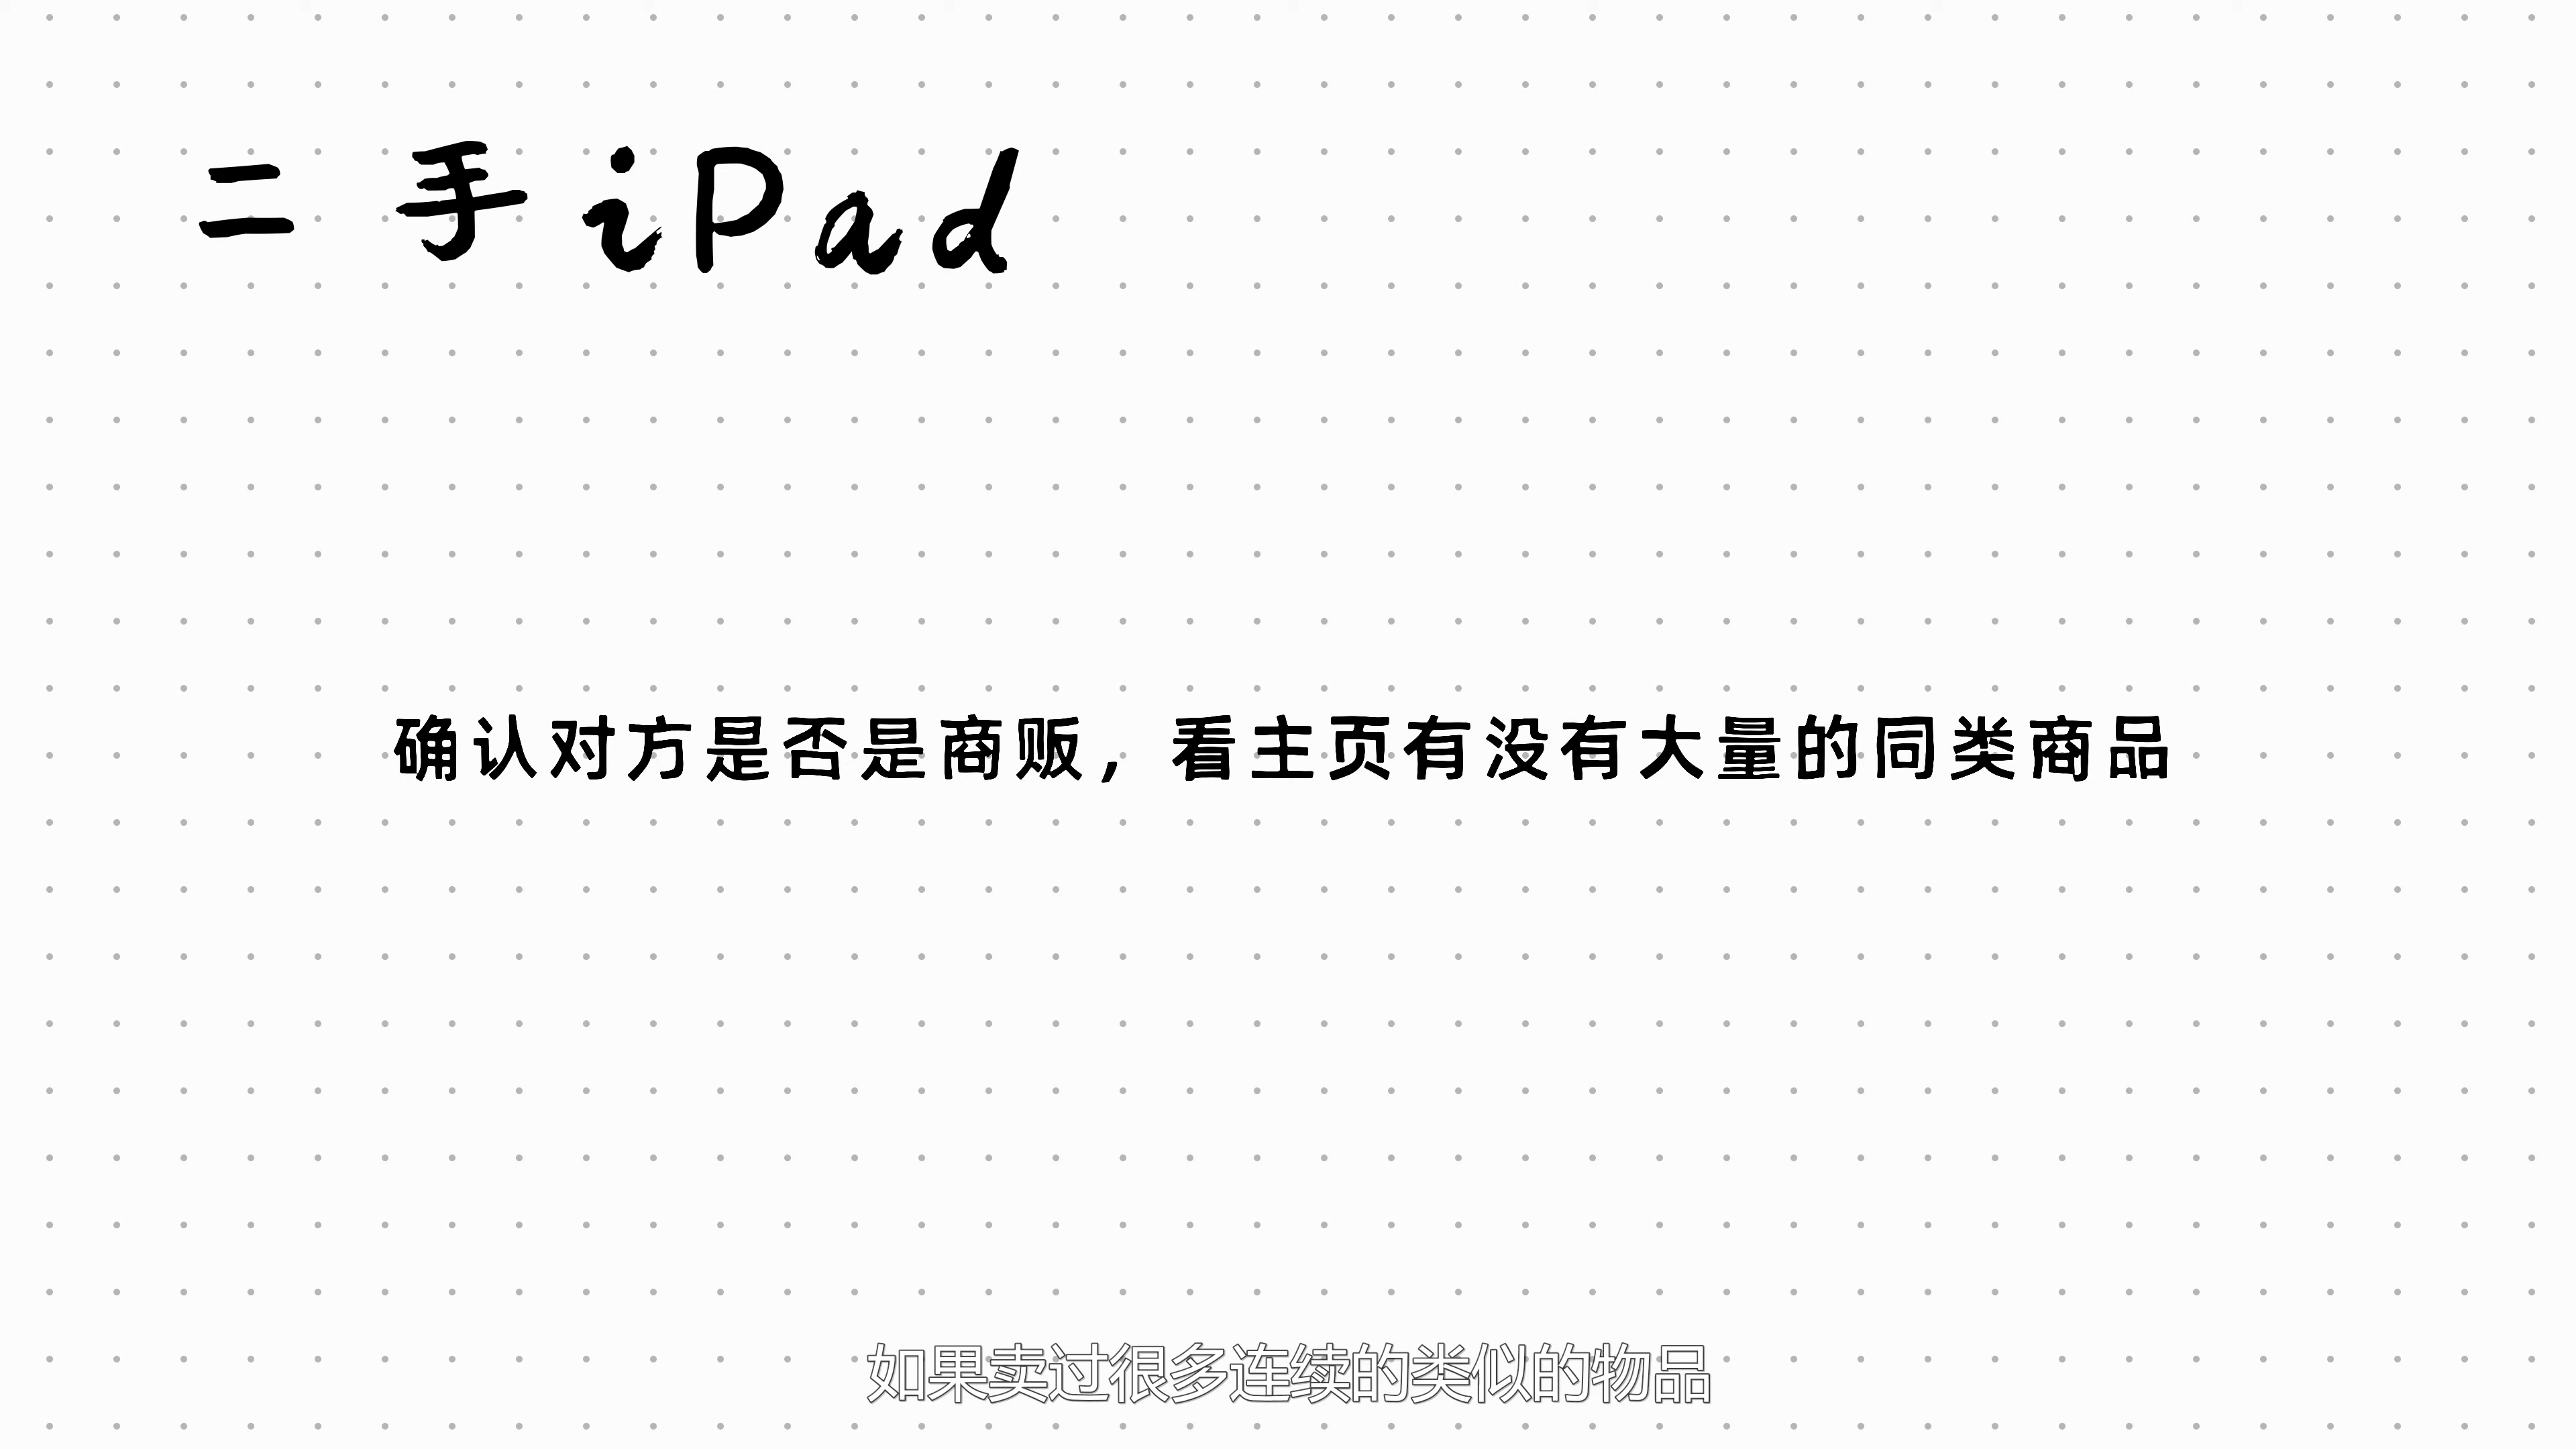 二手iPad
确认对方是否是商贩，看主页有没有大量的同类商品
如果卖过很多连续的类似的物品